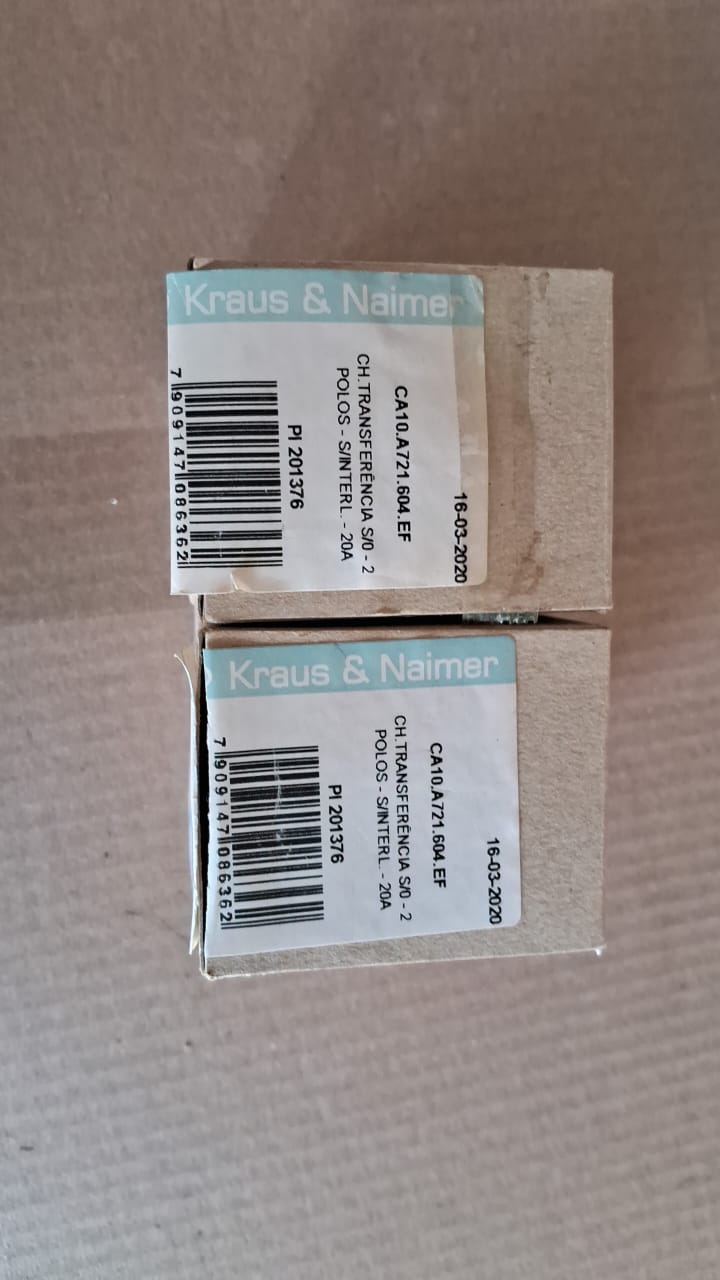 Kraus & Naimer
16-03-2020
CA10.A721.604.EF
CH.TRANSFERÊNCIA S/0 - 2
POLOS - S/INTERL. - 20A
PI 201376
7 909147 086362
Kraus & Naimer
16-03-2020
CA10.A721.604.EF
CH.TRANSFERÊNCIA S/0 - 2
POLOS - S/INTERL. - 20A
PI 201376
7 909147 086362